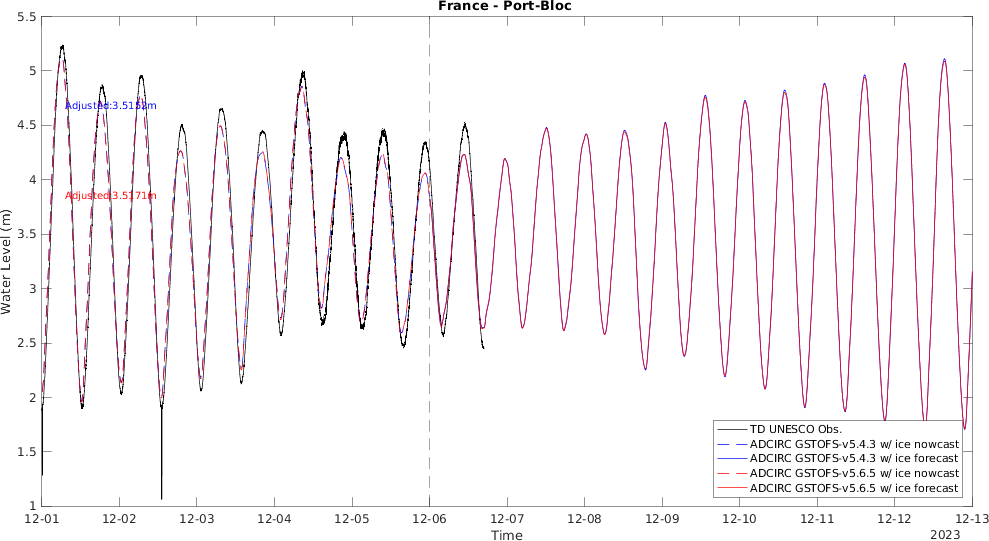 France - Port-Bloc
5.5
5
4.5
4
3.5
3
2.5
2
1.5
1
Water Level (m)
Adjusted:3.5152m
Adjusted:3.5171m
TD UNESCO Obs.
ADCIRC GSTOFS-v5.4.3 w/ ice nowcast
ADCIRC GSTOFS-v5.4.3 w/ ice forecast
ADCIRC GSTOFS-v5.6.5 w/ ice nowcast
ADCIRC GSTOFS-v5.6.5 w/ ice forecast
12-01 12-02 12-03 12-04 12-05 12-06 12-07 12-08 12-09 12-10 12-11 12-12 12-13
Time
2023